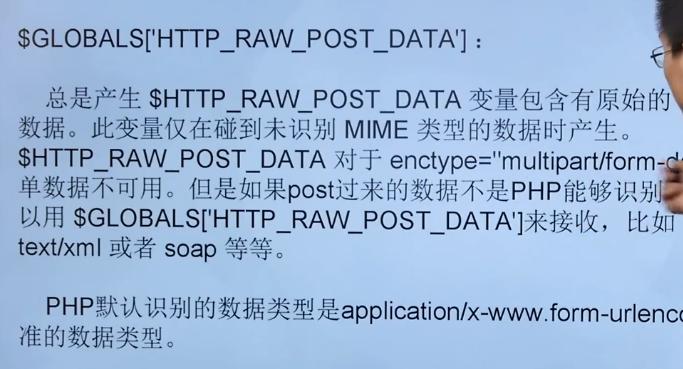 $GLOBALS['HTTP_RAW_POST_DATA']：
总是产生 $HTTP_RAW_POST_DATA 变量包含有原始的
数据。此变量仅在碰到未识别 MIME 类型的数据时产生。
$HTTP_RAW_POST_DATA 对于 enctype="multipart/form-d
单数据不可用。但是如果post过来的数据不是PHP能够识别
以用 $GLOBALS['HTTP_RAW_POST_DATA']来接收，比如
text/xml 或者 soap 等等。
PHP默认识别的数据类型是application/x-www.form-urlenco
准的数据类型。